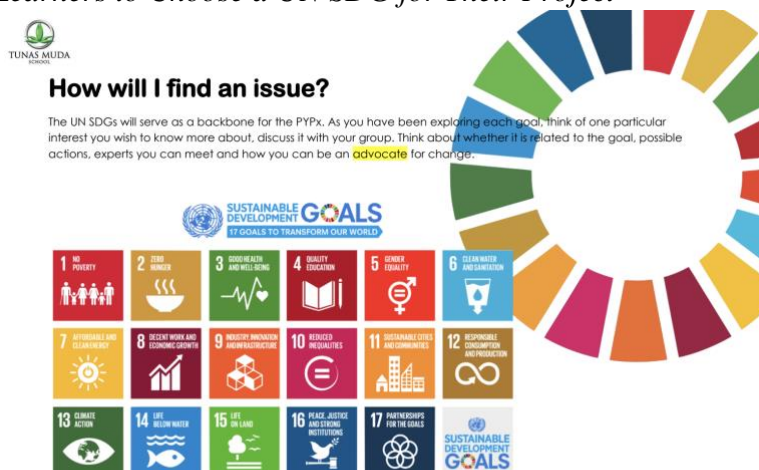 Learners to Choose a UN SDG for Their Project
TUNAS MUDA
SCHOOL
How will I find an issue?
The UN SDGs will serve as a backbone for the PYPx. As you have been exploring each goal, think of one particular
interest you wish to know more about, discuss it with your group. Think about whether it is related to the goal, possible
actions, experts you can meet and how you can be an advocate for change.
SUSTAINABLE
DEVELOPMENT GOALS
17 GOALS TO TRANSFORM OUR WORLD
1 NO
POVERTY
2 ZERO
HUNGER
3 GOOD HEALTH
AND WELL-BEING
4 QUALITY
EDUCATION
5 GENDER
EQUALITY
6 CLEAN WATER
AND SANITATION
7 AFFORDABLE AND
CLEAN ENERGY
8 DECENT WORK AND
ECONOMIC GROWTH
9 INDUSTRY, INNOVATION
AND INFRASTRUCTURE
10 REDUCED
INEQUALITIES
11 SUSTAINABLE CITIES
AND COMMUNITIES
12 RESPONSIBLE
CONSUMPTION
AND PRODUCTION
13 CLIMATE
ACTION
14 LIFE
BELOW WATER
15 LIFE
ON LAND
16 PEACE, JUSTICE
AND STRONG
INSTITUTIONS
17 PARTNERSHIPS
FOR THE GOALS
SUSTAINABLE
DEVELOPMENT
GOALS